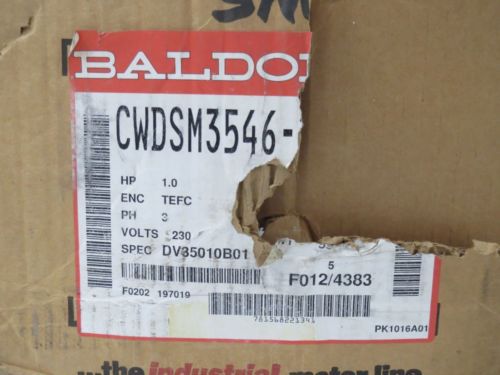 BALDO
CWDSM3546-
HP 1.0
ENC TEFC
PH 3
VOLTS 230
SPEC DV35010B01
5
F012/4383
F0202 197019
781568221341
PK1016A01
the industrial motor line